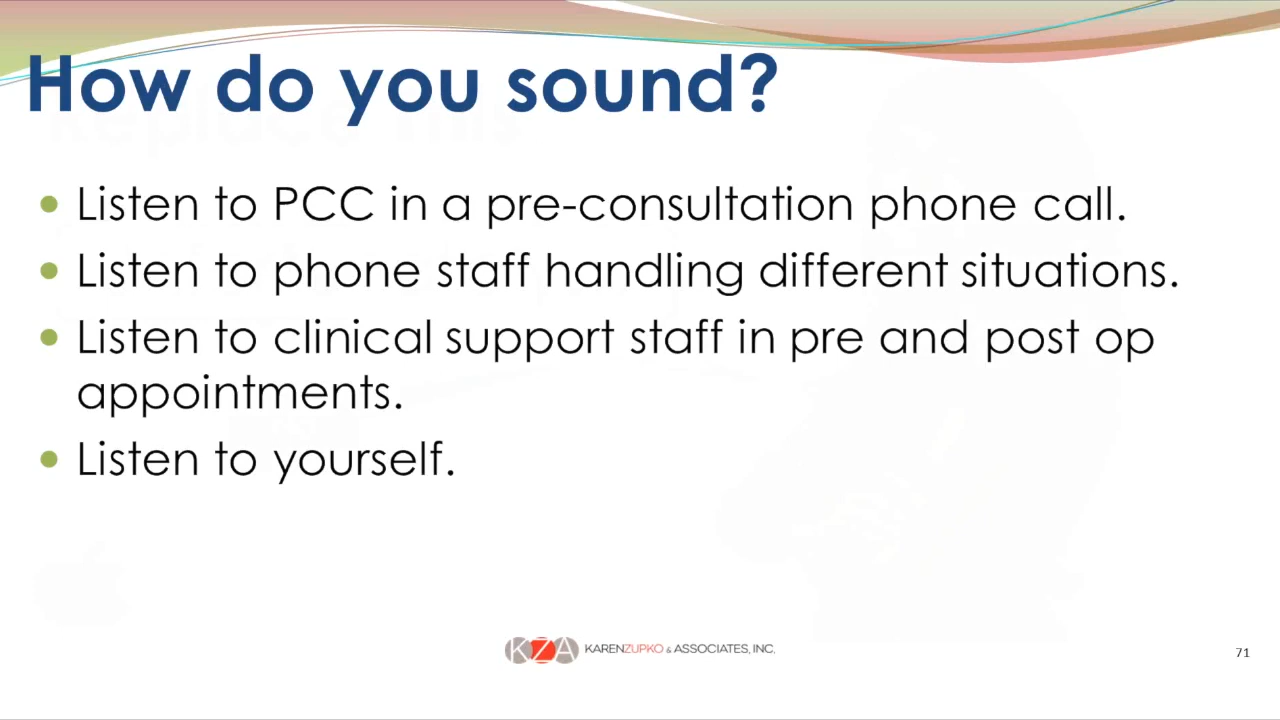 How do you sound?
Listen to PCC in a pre-consultation phone call.
Listen to phone staff handling different situations.
Listen to clinical support staff in pre and post op
appointments.
Listen to yourself.
KZA KARENZUPKO & ASSOCIATES, INC.
71